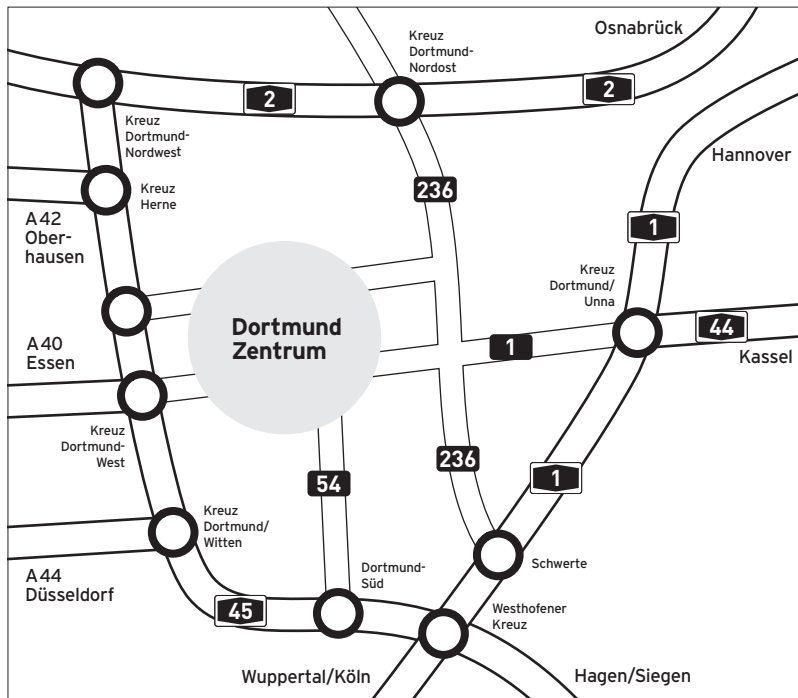 Osnabrück
Kreuz
Dortmund-
Nordost
2
2
Kreuz
Dortmund-
Nordwest
Hannover
Kreuz
Herne
236
A 42
Ober-
hausen
1
Kreuz
Dortmund/
Unna
Dortmund
Zentrum
44
A 40
Essen
1
Kassel
Kreuz
Dortmund-
West
236
1
54
Kreuz
Dortmund/
Witten
Dortmund-
Süd
Schwerte
A 44
Düsseldorf
45
Westhofener
Kreuz
Wuppertal/Köln
Hagen/Siegen